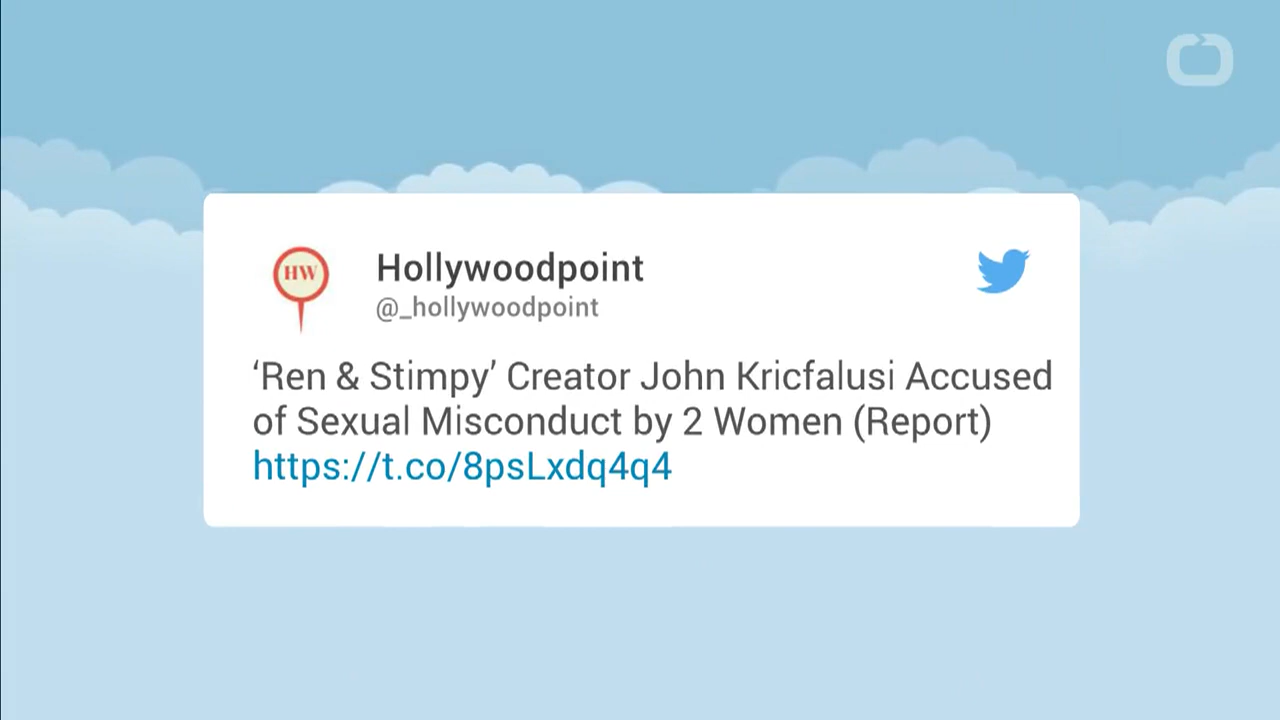 HW
Hollywoodpoint
@_hollywoodpoint
‘Ren & Stimpy’ Creator John Kricfalusi Accused
of Sexual Misconduct by 2 Women (Report)
https://t.co/8psLxdq4q4